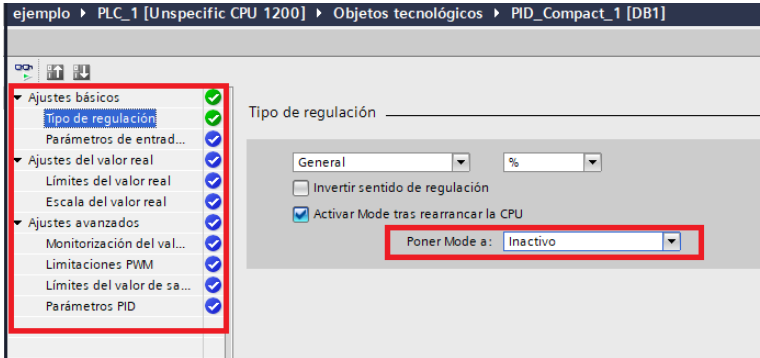 ejemplo ▸ PLC_1 [Unspecific CPU 1200] ▸ Objetos tecnológicos ▸ PID_Compact_1 [DB1]
Ajustes básicos
Tipo de regulación
Parámetros de entrad...
Ajustes del valor real
Límites del valor real
Escala del valor real
Ajustes avanzados
Monitorización del val...
Limitaciones PWM
Límites del valor de sa...
Parámetros PID
Tipo de regulación
General
%
Invertir sentido de regulación
Activar Mode tras rearrancar la CPU
Poner Mode a: Inactivo